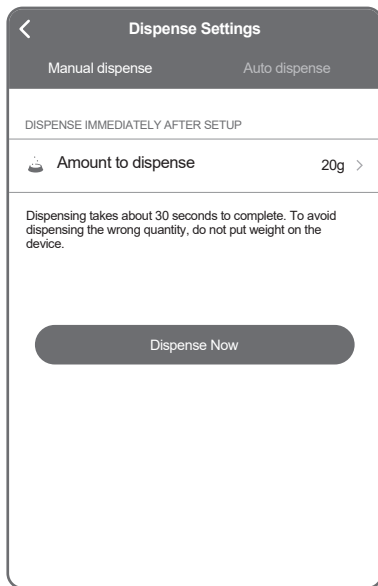 Dispense Settings
Manual dispense
Auto dispense
DISPENSE IMMEDIATELY AFTER SETUP
Amount to dispense
20g
Dispensing takes about 30 seconds to complete. To avoid
dispensing the wrong quantity, do not put weight on the
device.
Dispense Now